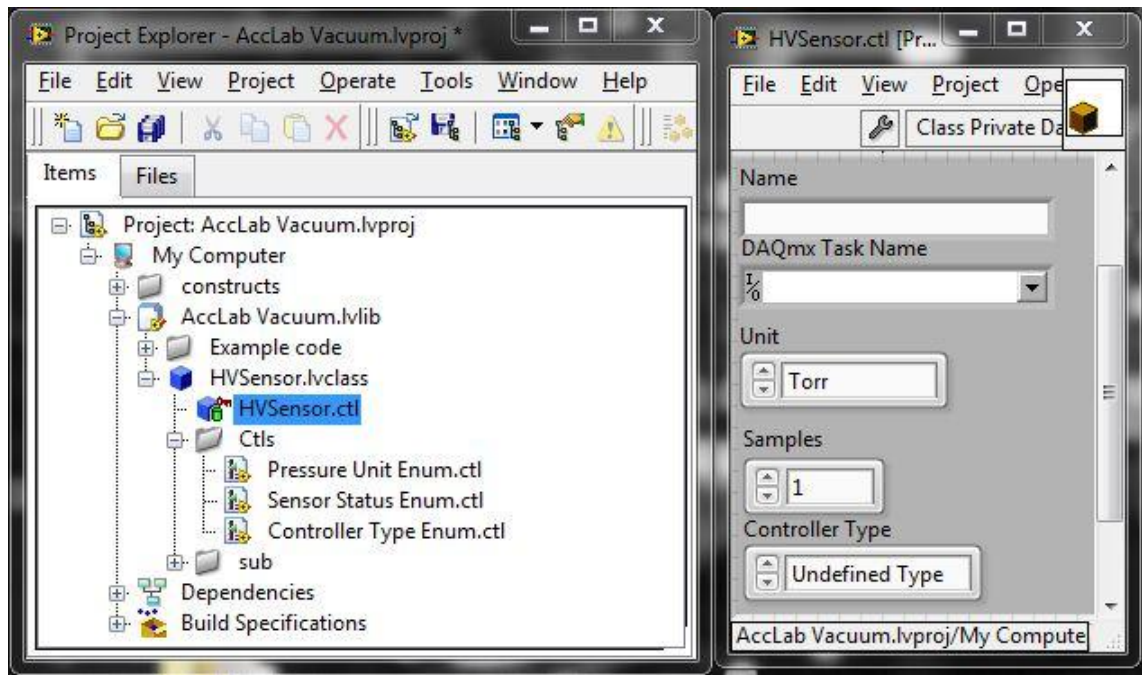 Project Explorer - AccLab Vacuum.lvproj *
File Edit View Project Operate Tools Window Help
Items Files
Project: AccLab Vacuum.lvproj
My Computer
constructs
AccLab Vacuum.lvlib
Example code
HVSensor.lvclass
HVSensor.ctl
Ctls
Pressure Unit Enum.ctl
Sensor Status Enum.ctl
Controller Type Enum.ctl
sub
Dependencies
Build Specifications
HVSensor.ctl [Pr...
File Edit View Project Ope
Class Private Da
Name
DAQmx Task Name
I/O
Unit
Torr
Samples
1
Controller Type
Undefined Type
AccLab Vacuum.lvproj/My Compute